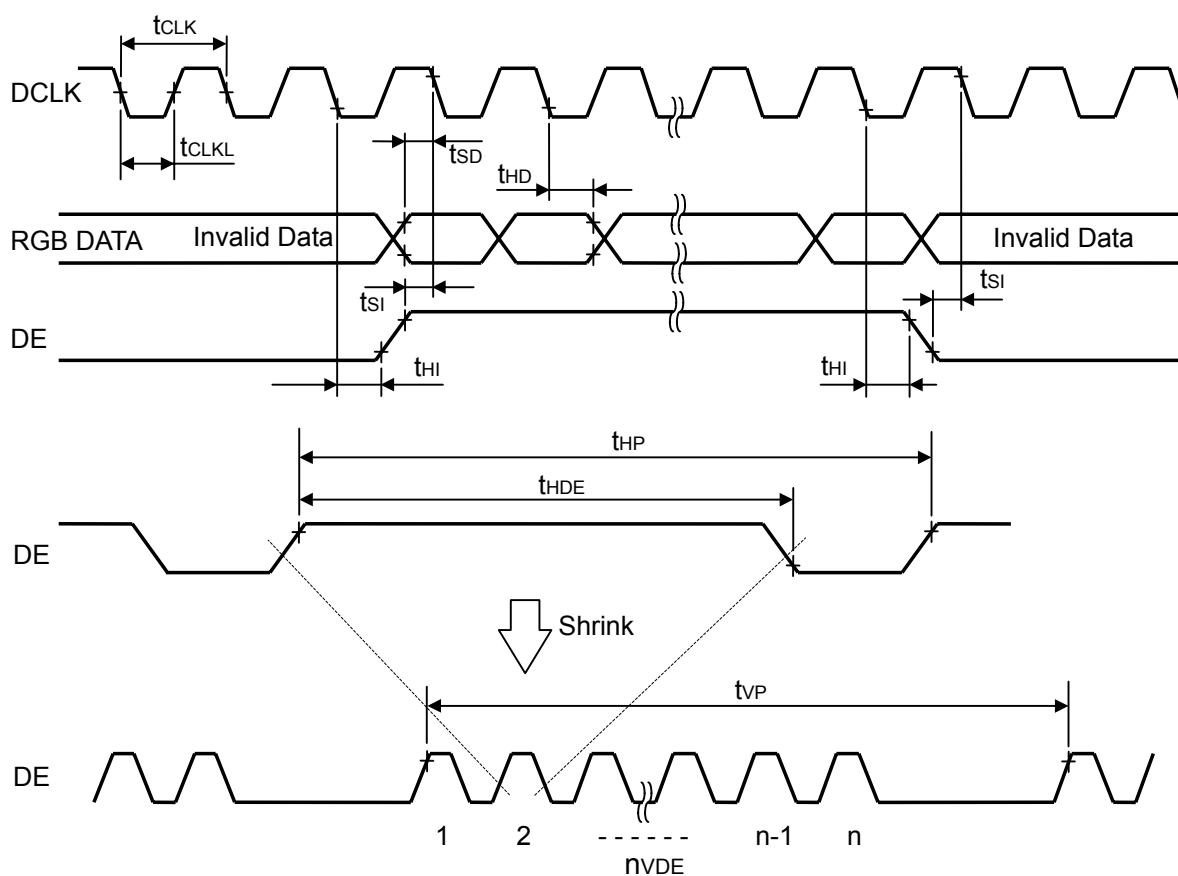 tCLK
DCLK
tCLKL
tSD
tHD
RGB DATA
Invalid Data
Invalid Data
tSI
tSI
DE
tHI
tHI
tHP
tHDE
DE
Shrink
tVP
DE
1 2 n-1 n
nVDE